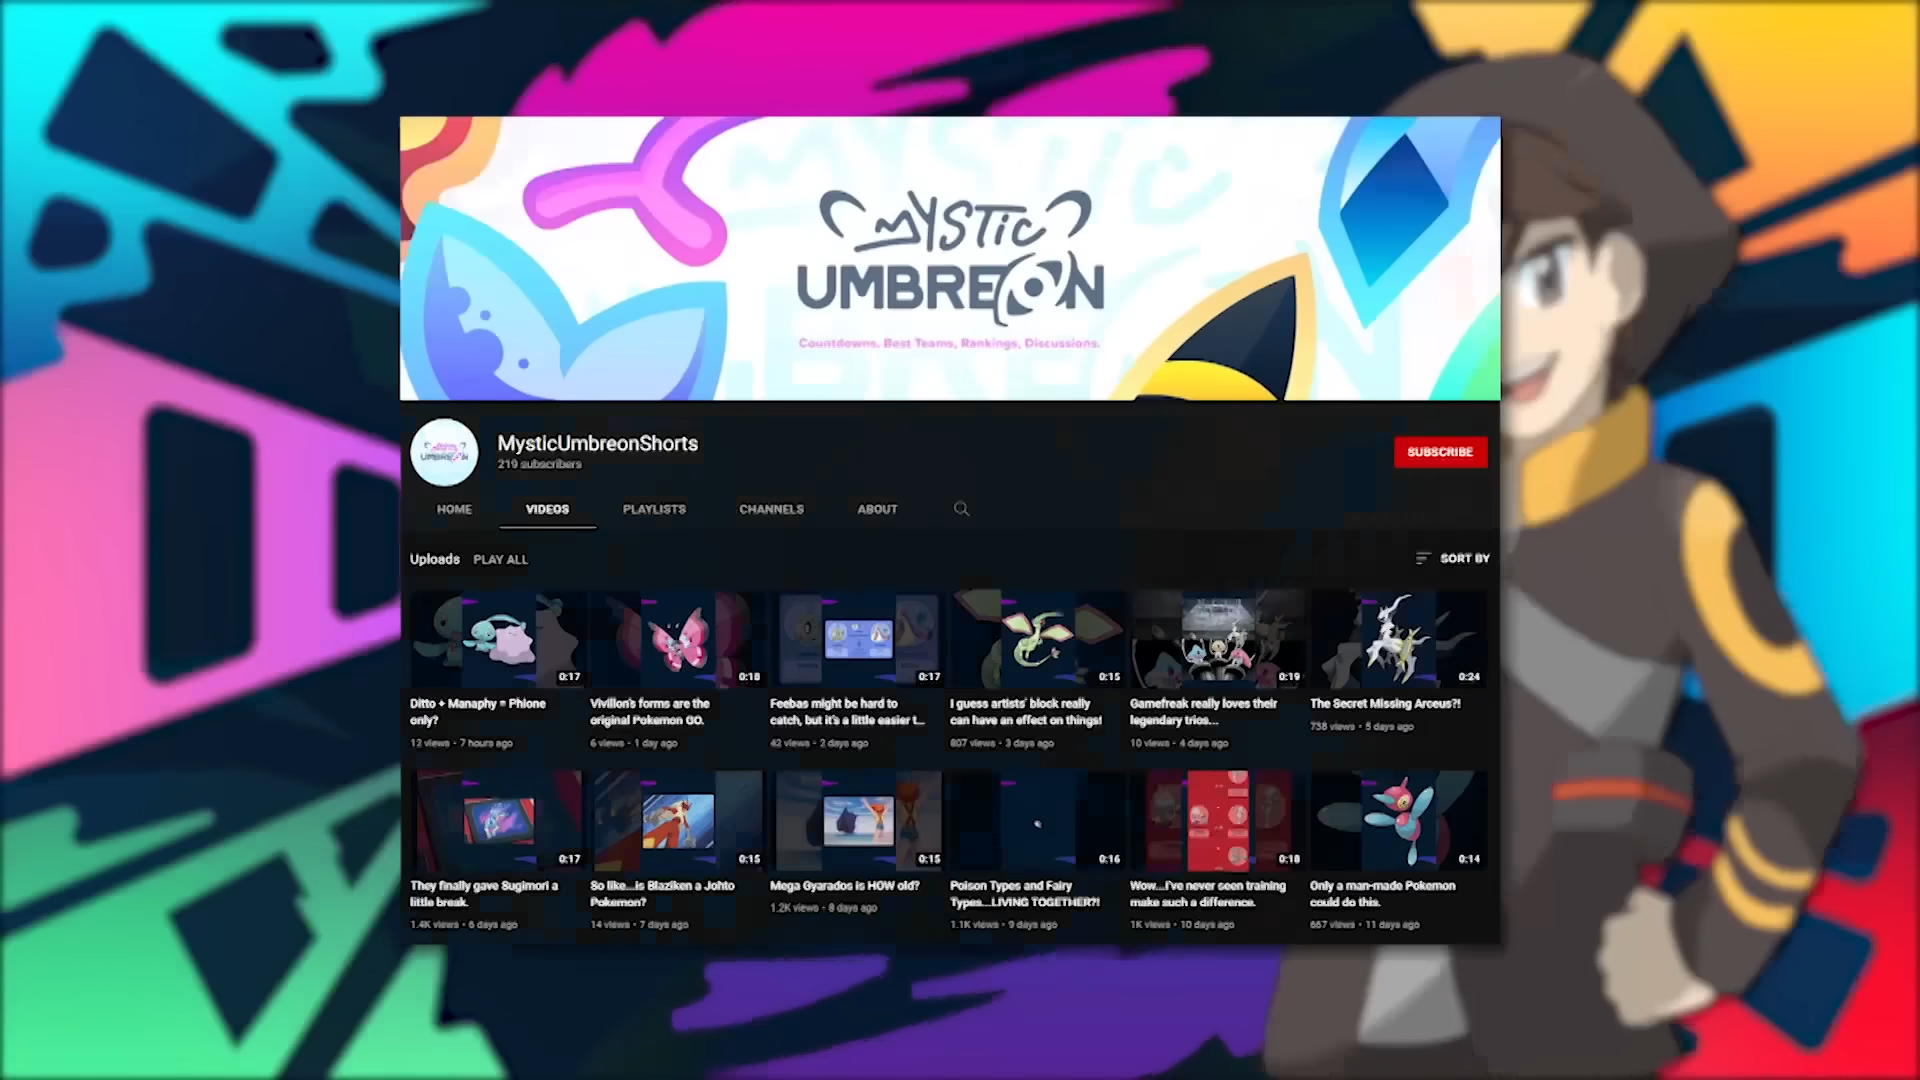 MYSTIC
UMBREON
Countdowns, Best Teams, Rankings, Discussions.
MYSTIC
UMBREON
MysticUmbreonShorts
219 subscribers
SUBSCRIBE
HOME VIDEOS PLAYLISTS CHANNELS ABOUT
Uploads PLAY ALL SORT BY
0:17 0:18 0:17 0:15 0:19 0:24
Ditto + Manaphy = Phione
only?
12 views • 7 hours ago
Vivillon's forms are the
original Pokemon GO.
6 views • 1 day ago
Feebas might be hard to
catch, but it's a little easier t...
42 views • 2 days ago
I guess artists' block really
can have an effect on things!
807 views • 3 days ago
Gamefreak really loves their
legendary trios...
10 views • 4 days ago
The Secret Missing Arceus?!
738 views • 5 days ago
0:17 0:15 0:15 0:16 0:18 0:14
They finally gave Sugimori a
little break.
1.4K views • 6 days ago
So like...is Blaziken a Johto
Pokemon?
14 views • 7 days ago
Mega Gyarados is HOW old?
1.2K views • 8 days ago
Poison Types and Fairy
Types...LIVING TOGETHER?!
1.1K views • 9 days ago
Wow...I've never seen training
make such a difference.
1K views • 10 days ago
Only a man-made Pokemon
could do this.
667 views • 11 days ago